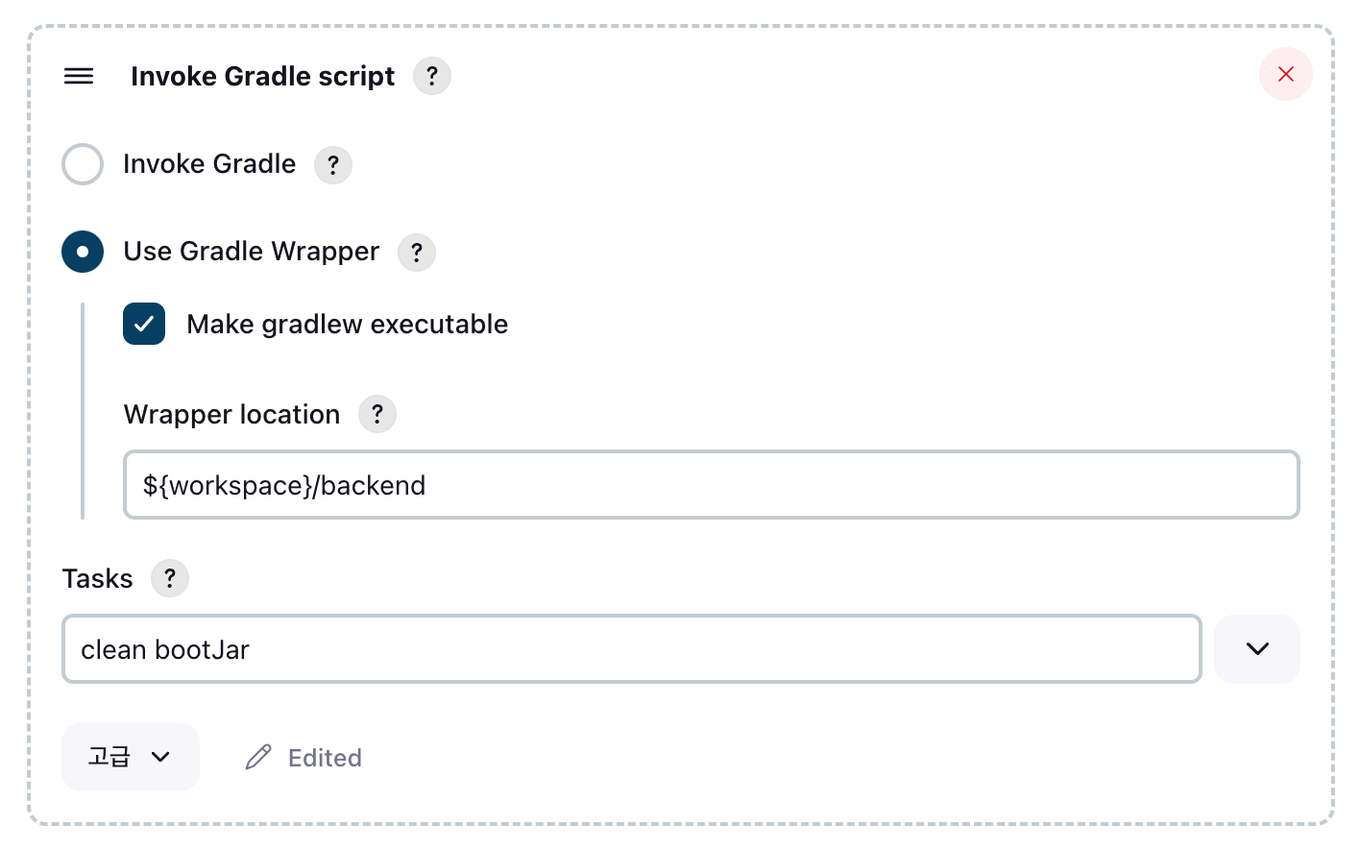 Invoke Gradle script ?
Invoke Gradle ?
Use Gradle Wrapper ?
Make gradlew executable
Wrapper location ?
${workspace}/backend
Tasks ?
clean bootJar
고급 Edited